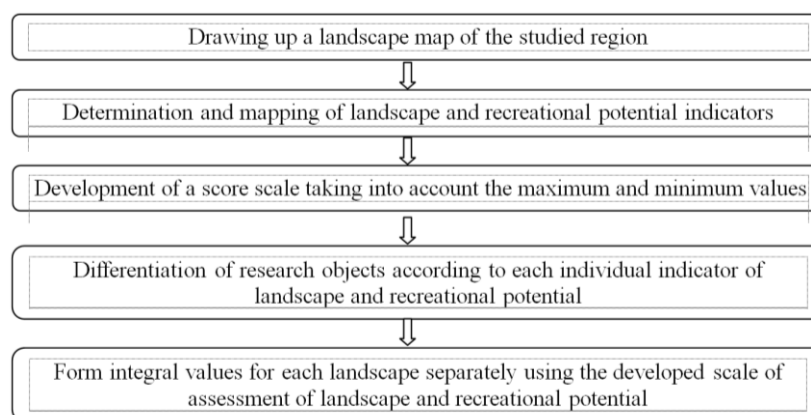 Drawing up a landscape map of the studied region
Determination and mapping of landscape and recreational potential indicators
Development of a score scale taking into account the maximum and minimum values
Differentiation of research objects according to each individual indicator of
landscape and recreational potential
Form integral values for each landscape separately using the developed scale of
assessment of landscape and recreational potential